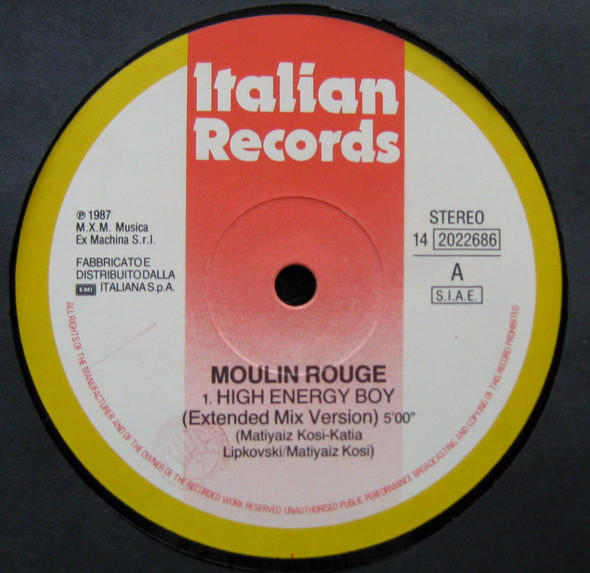 Italian
Records
℗ 1987
M.X.M. Musica
Ex Machina S.r.l.
FABBRICATO E
DISTRIBUITO DALLA
EMI ITALIANA S.p.A.
STEREO
14 2022686
A
S.I.A.E.
MOULIN ROUGE
1. HIGH ENERGY BOY
(Extended Mix Version) 5'00"
(Matiyaiz Kosi-Katia
Lipkovski/Matiyaiz Kosi)
ALL RIGHTS OF THE MANUFACTURER AND OF THE OWNER OF THE RECORDED WORK RESERVED UNAUTHORISED PUBLIC PERFORMANCE BROADCASTING AND COPYING OF THIS RECORD PROHIBITED